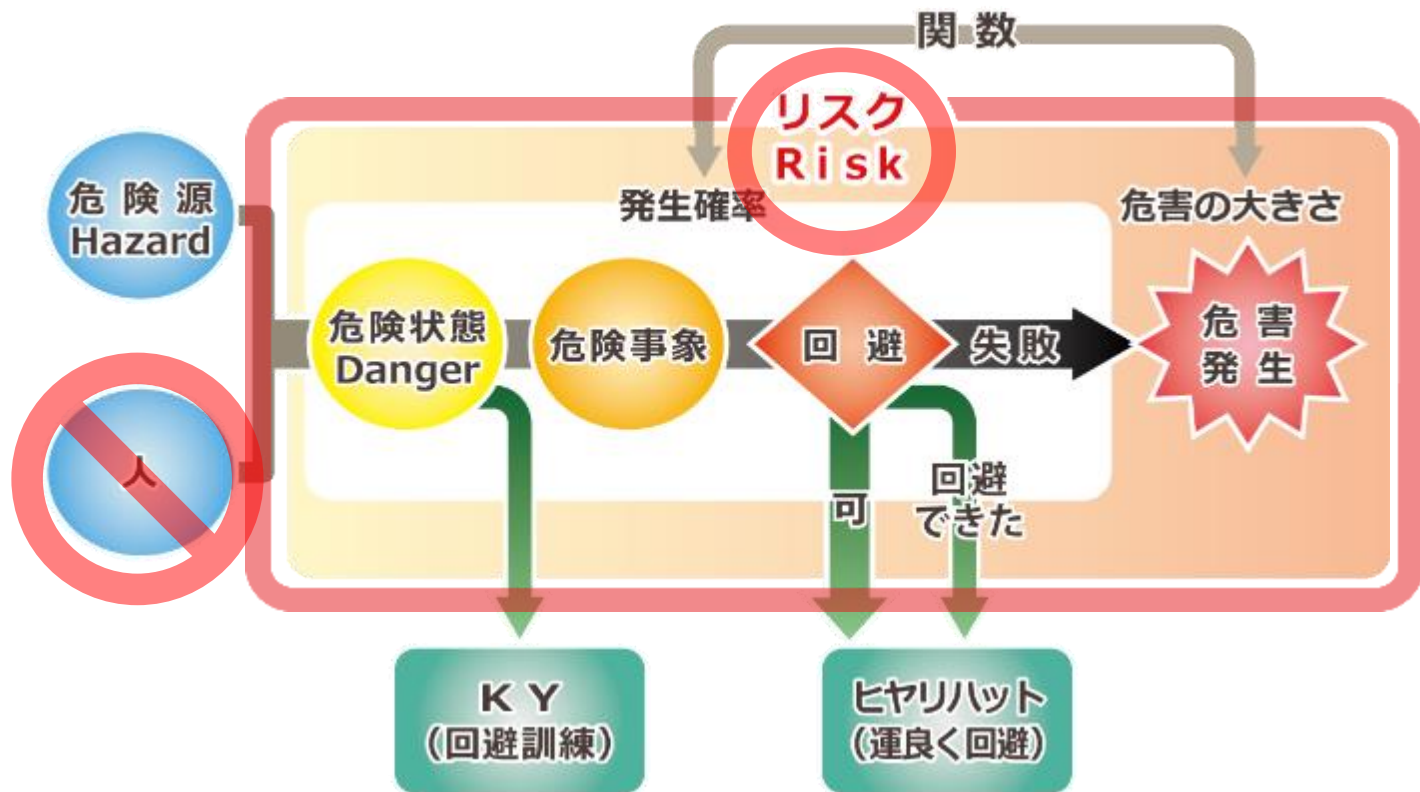 関数
リスク
Risk
危険源
Hazard
発生確率
危害の大きさ
危険状態
Danger
危険事象
回避
失敗
危害
発生
人
可
回避
できた
KY
(回避訓練)
ヒヤリハット
(運良く回避)